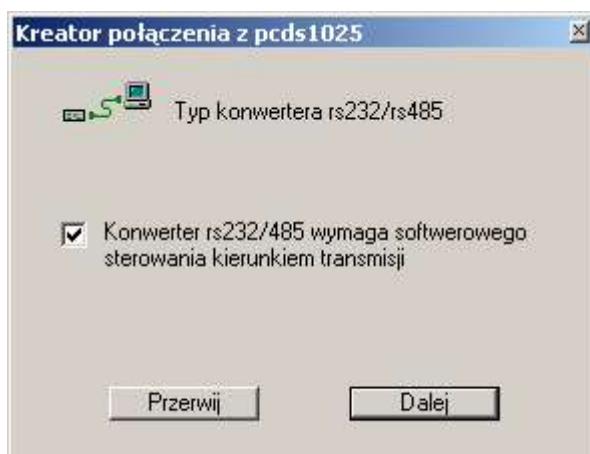 Kreator połączenia z pcds1025
Typ konwertera rs232/rs485
Konwerter rs232/485 wymaga softwerowego
sterowania kierunkiem transmisji
Przerwij
Dalej